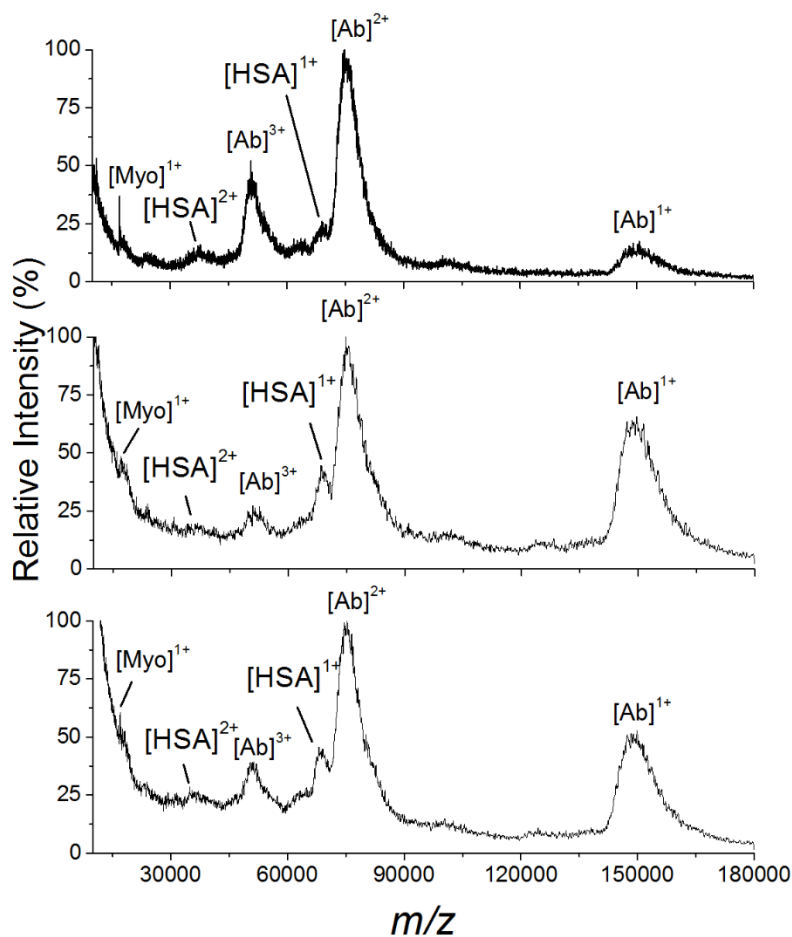 [Ab]2+
[HSA]1+
[Ab]3+
[Myo]1+
[HSA]2+
[Ab]1+
100
75
50
25
0
[Ab]2+
[HSA]1+
[Ab]1+
[Myo]1+
[HSA]2+
[Ab]3+
100
75
50
25
0
Relative Intensity (%)
[Ab]2+
[HSA]1+
[Myo]1+
[HSA]2+
[Ab]3+
[Ab]1+
100
75
50
25
0
30000 60000 90000 120000 150000 180000
m/z